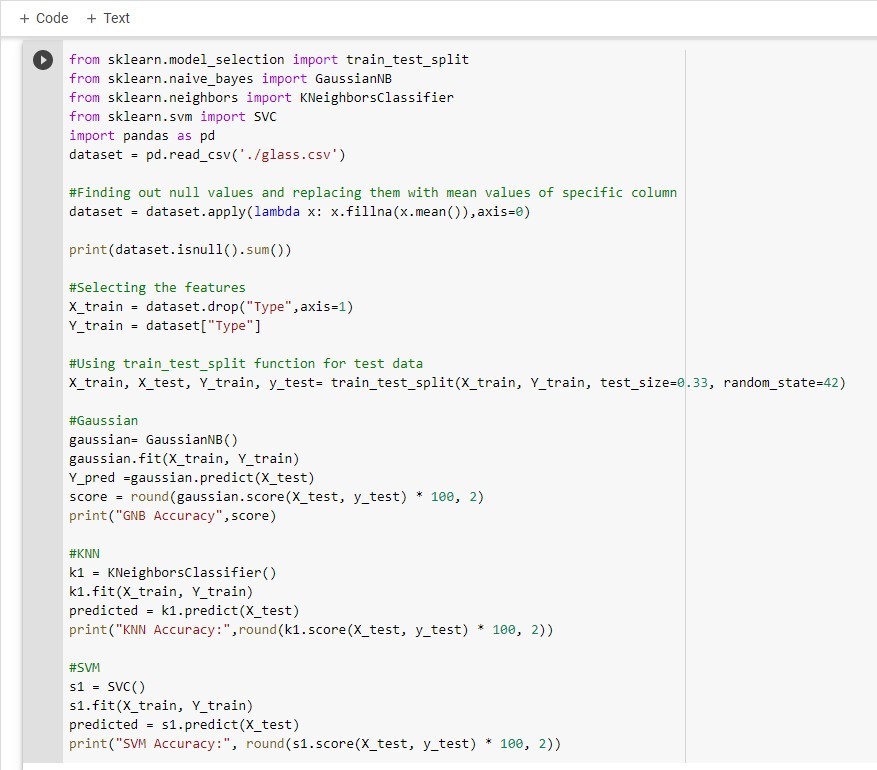 + Code + Text
from sklearn.model_selection import train_test_split
from sklearn.naive_bayes import GaussianNB
from sklearn.neighbors import KNeighborsClassifier
from sklearn.svm import SVC
import pandas as pd
dataset = pd.read_csv('./glass.csv')
#Finding out null values and replacing them with mean values of specific column
dataset = dataset.apply(lambda x: x.fillna(x.mean()),axis=0)
print(dataset.isnull().sum())
#Selecting the features
X_train = dataset.drop("Type",axis=1)
Y_train = dataset["Type"]
#Using train_test_split function for test data
X_train, X_test, Y_train, y_test= train_test_split(X_train, Y_train, test_size=0.33, random_state=42)
#Gaussian
gaussian= GaussianNB()
gaussian.fit(X_train, Y_train)
Y_pred =gaussian.predict(X_test)
score = round(gaussian.score(X_test, y_test) * 100, 2)
print("GNB Accuracy",score)
#KNN
k1 = KNeighborsClassifier()
k1.fit(X_train, Y_train)
predicted = k1.predict(X_test)
print("KNN Accuracy:",round(k1.score(X_test, y_test) * 100, 2))
#SVM
s1 = SVC()
s1.fit(X_train, Y_train)
predicted = s1.predict(X_test)
print("SVM Accuracy:", round(s1.score(X_test, y_test) * 100, 2))